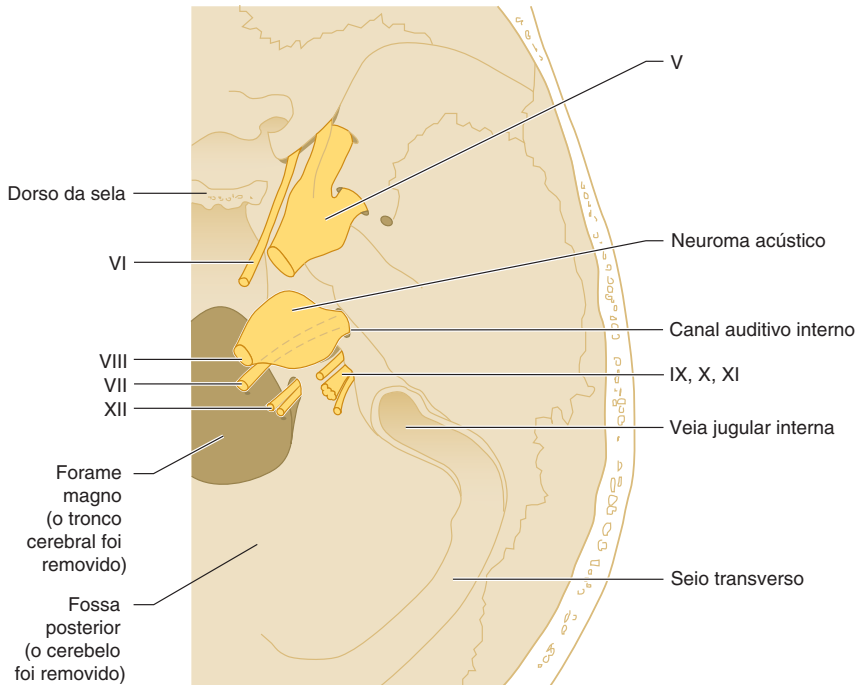 V
Dorso da sela
Neuroma acústico
VI
Canal auditivo interno
VIII
VII
IX, X, XI
XII
Veia jugular interna
Forame
magno
(o tronco
cerebral foi
removido)
Seio transverso
Fossa
posterior
(o cerebelo
foi removido)